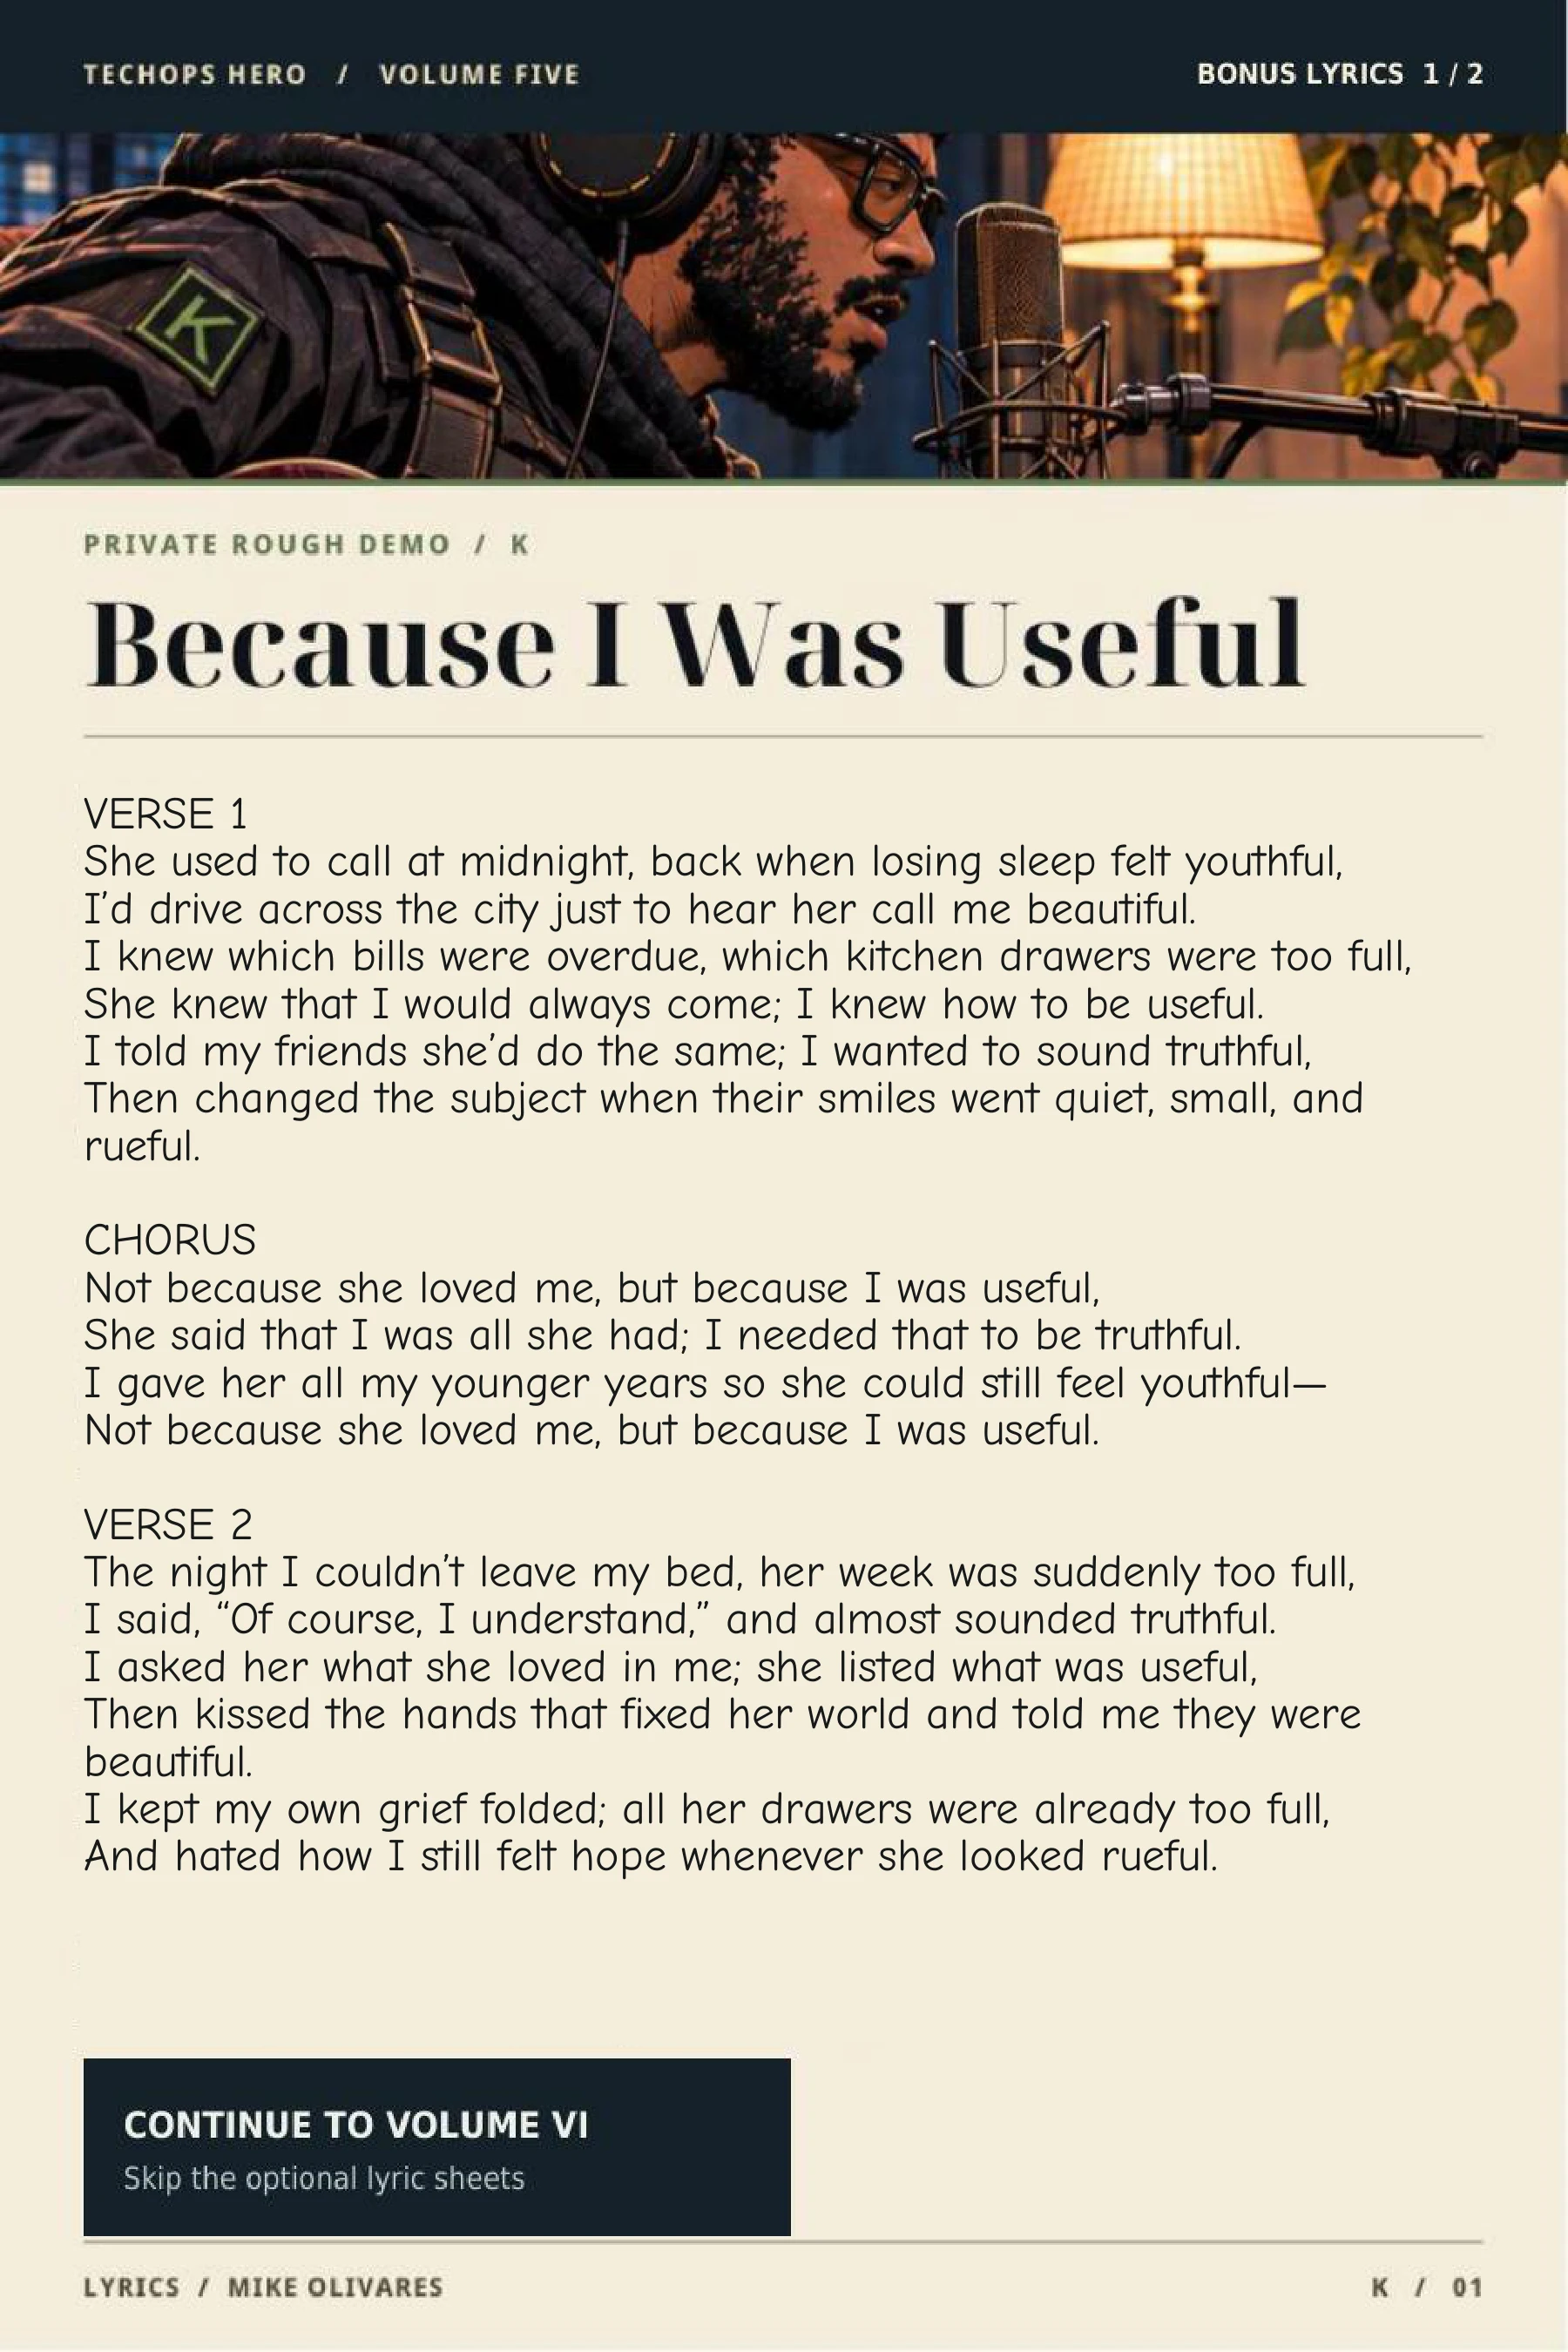 TECHOPS HERO / VOLUME FIVE
BONUS LYRICS 1 / 2
K
PRIVATE ROUGH DEMO / K
Because I Was Useful
VERSE 1
She used to call at midnight, back when losing sleep felt youthful,
I’d drive across the city just to hear her call me beautiful.
I knew which bills were overdue, which kitchen drawers were too full,
She knew that I would always come; I knew how to be useful.
I told my friends she’d do the same; I wanted to sound truthful,
Then changed the subject when their smiles went quiet, small, and
rueful.
CHORUS
Not because she loved me, but because I was useful,
She said that I was all she had; I needed that to be truthful.
I gave her all my younger years so she could still feel youthful—
Not because she loved me, but because I was useful.
VERSE 2
The night I couldn’t leave my bed, her week was suddenly too full,
I said, “Of course, I understand,” and almost sounded truthful.
I asked her what she loved in me; she listed what was useful,
Then kissed the hands that fixed her world and told me they were
beautiful.
I kept my own grief folded; all her drawers were already too full,
And hated how I still felt hope whenever she looked rueful.
CONTINUE TO VOLUME VI
Skip the optional lyric sheets
LYRICS / MIKE OLIVARES
K / 01